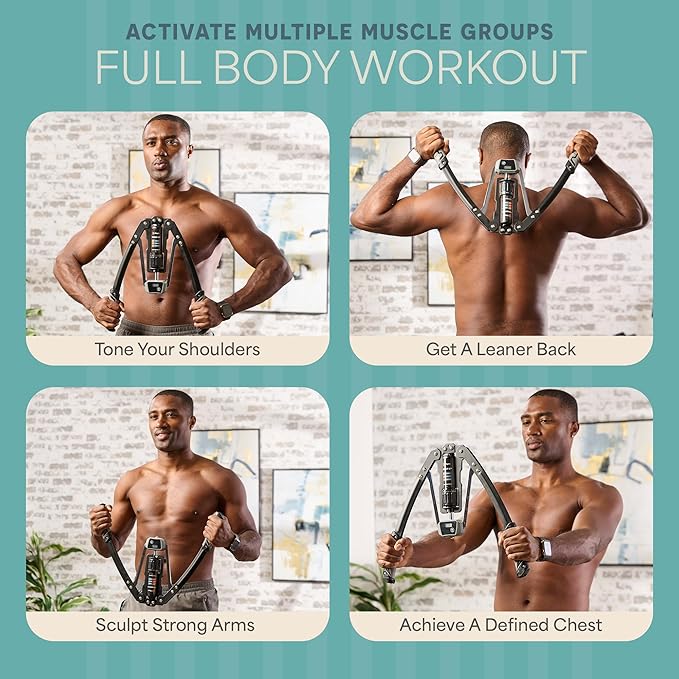 ACTIVATE MULTIPLE MUSCLE GROUPS
FULL BODY WORKOUT
Tone Your Shoulders
Get A Leaner Back
Sculpt Strong Arms
Achieve A Defined Chest